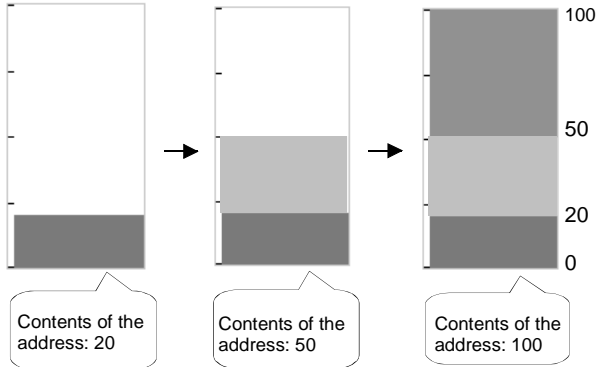 100
50
20
0
Contents of the
address: 20
Contents of the
address: 50
Contents of the
address: 100